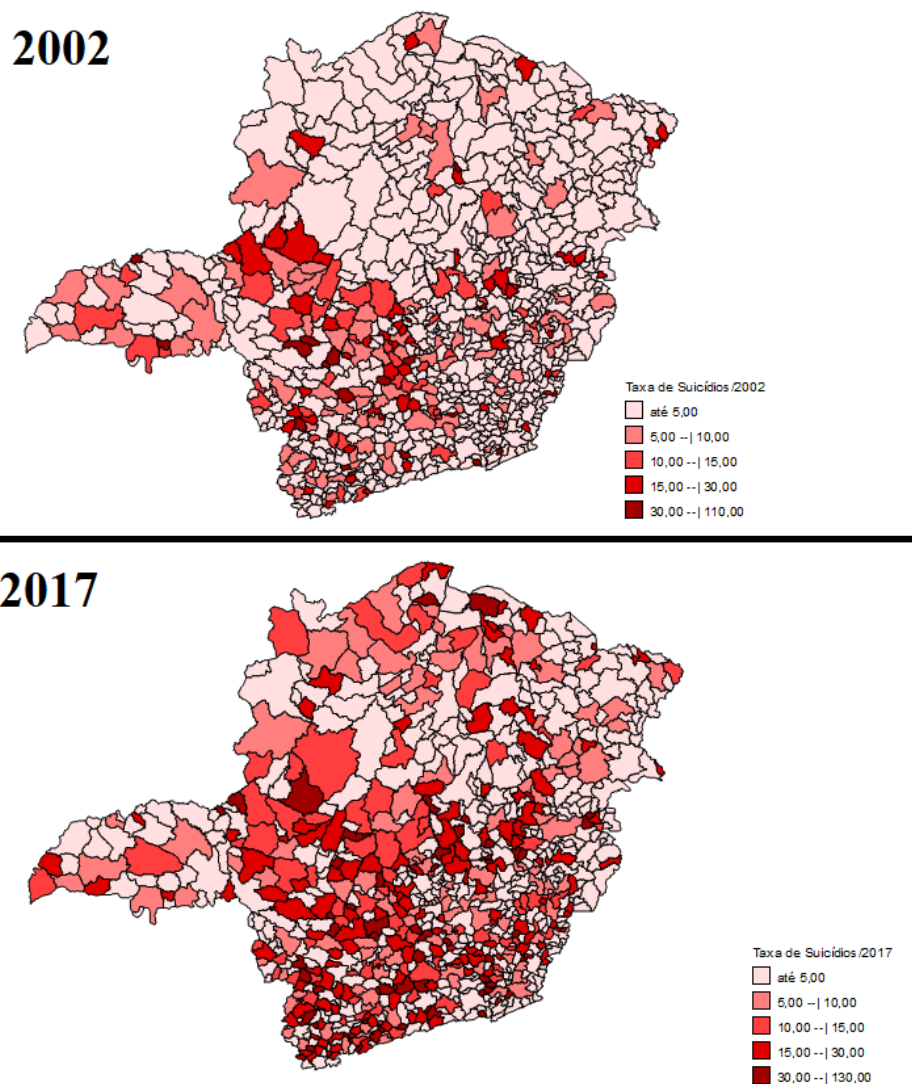 2002
Taxa de Suicídios/2002
até 5,00
5,00 --| 10,00
10,00 --| 15,00
15,00 --| 30,00
30,00 --| 110,00
2017
Taxa de Suicídios/2017
até 5,00
5,00 --| 10,00
10,00 --| 15,00
15,00 --| 30,00
30,00 --| 130,00